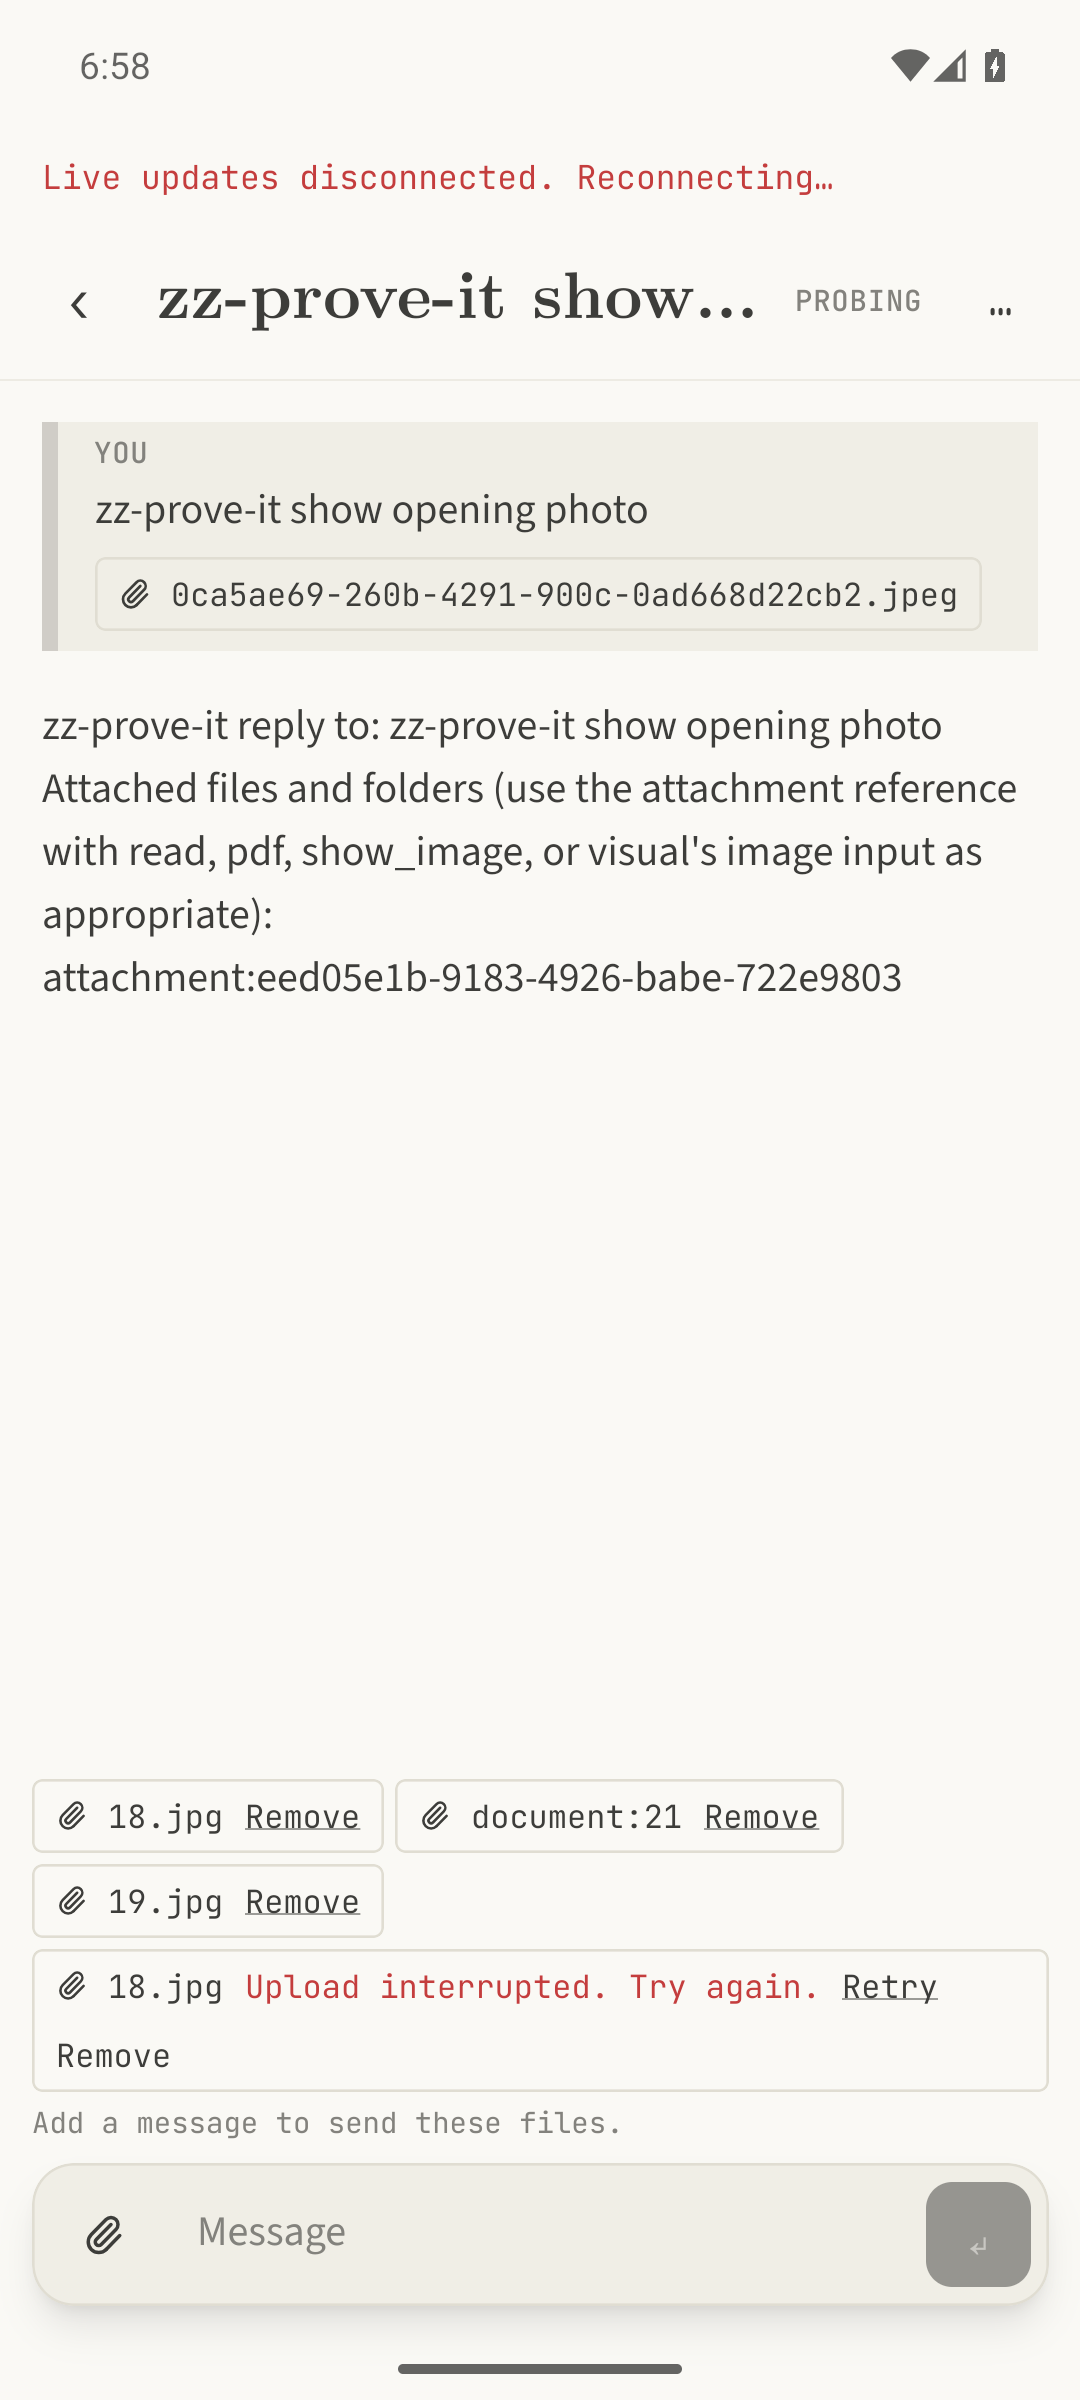 6:58
Live updates disconnected. Reconnecting…
‹ zz-prove-it show... PROBING …
YOU
zz-prove-it show opening photo
0ca5ae69-260b-4291-900c-0ad668d22cb2.jpeg
zz-prove-it reply to: zz-prove-it show opening photo
Attached files and folders (use the attachment reference
with read, pdf, show_image, or visual's image input as
appropriate):
attachment:eed05e1b-9183-4926-babe-722e9803
18.jpg Remove document:21 Remove
19.jpg Remove
18.jpg Upload interrupted. Try again. Retry
Remove
Add a message to send these files.
Message